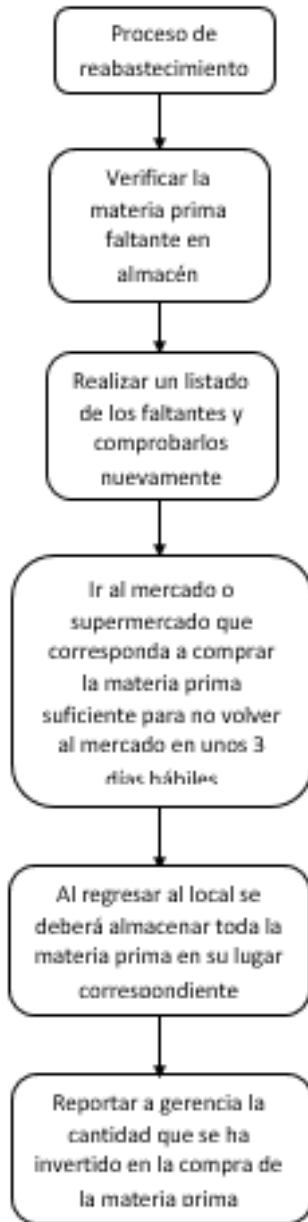 Proceso de
reabastecimiento
Verificar la
materia prima
faltante en
almacén
Realizar un listado
de los faltantes y
comprobarlos
nuevamente
Ir al mercado o
supermercado que
corresponda a comprar
la materia prima
suficiente para no volver
al mercado en unos 3
días hábiles
Al regresar al local se
deberá almacenar toda la
materia prima en su lugar
correspondiente
Reportar a gerencia la
cantidad que se ha
invertido en la compra de
la materia prima